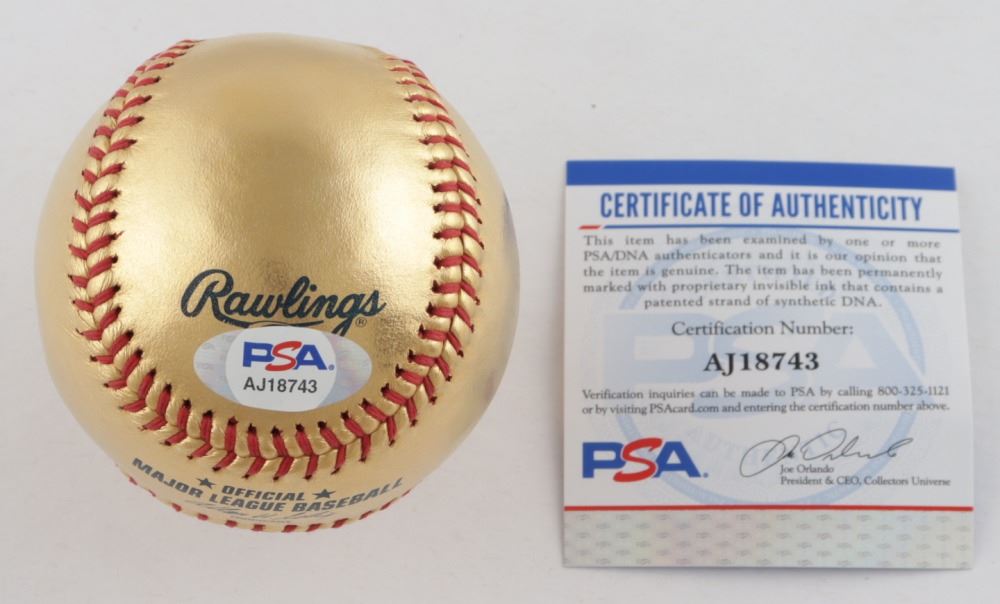 Rawlings®
PSA.
AJ18743
★ OFFICIAL ★
MAJOR LEAGUE BASEBALL
CERTIFICATE OF AUTHENTICITY
This item has been examined by one or more
PSA/DNA authenticators and it is our opinion that
the item is genuine. The item has been permanently
marked with proprietary invisible ink that contains a
patented strand of synthetic DNA.
Certification Number:
AJ18743
Verification inquiries can be made to PSA by calling 800-325-1121
or by visiting PSAcard.com and entering the certification number above.
PSA.
Joe Orlando
President & CEO, Collectors Universe